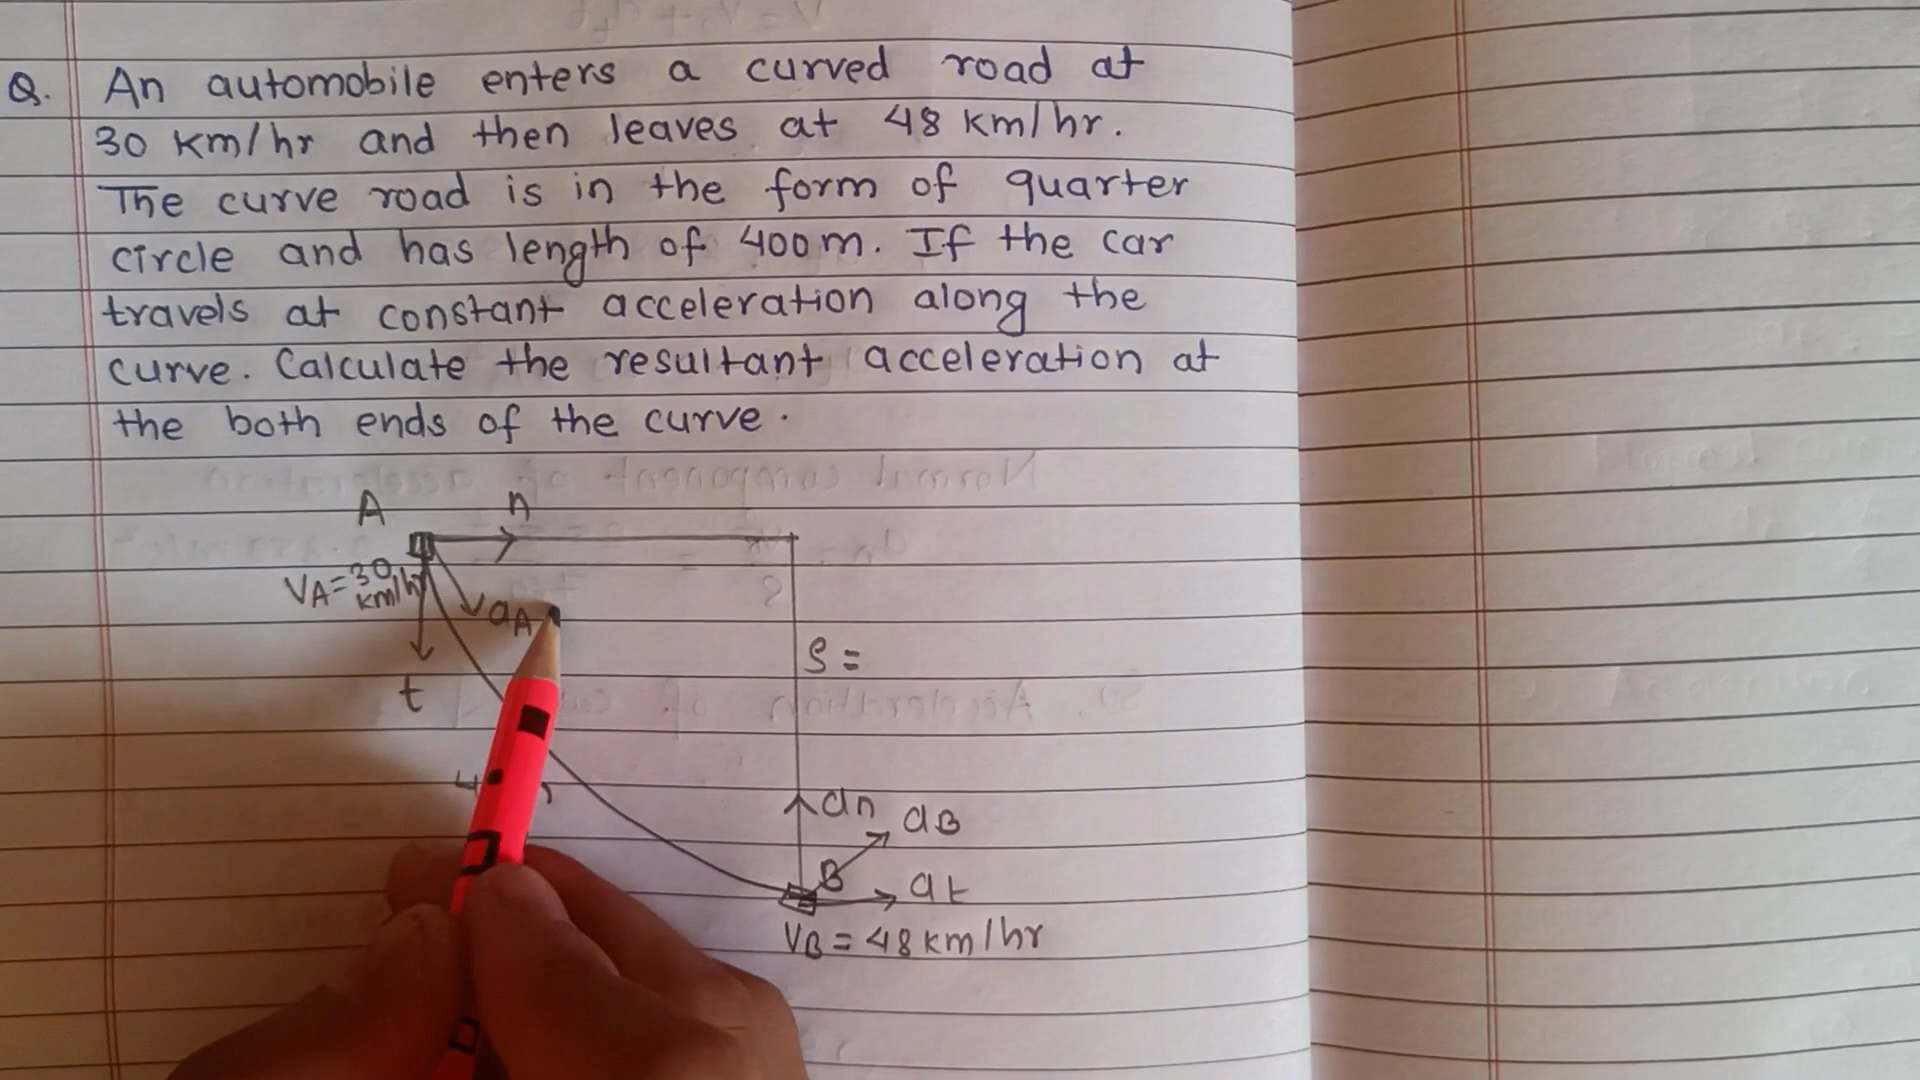 Q. An automobile enters a curved road at
30 km/hr and then leaves at 48 km/hr.
The curve road is in the form of quarter
circle and has length of 400m. If the car
travels at constant acceleration along the
curve. Calculate the resultant acceleration at
the both ends of the curve.
A n
VA = 30 km/hr
aA
t
ρ =
an aB
B at
VB = 48 km/hr